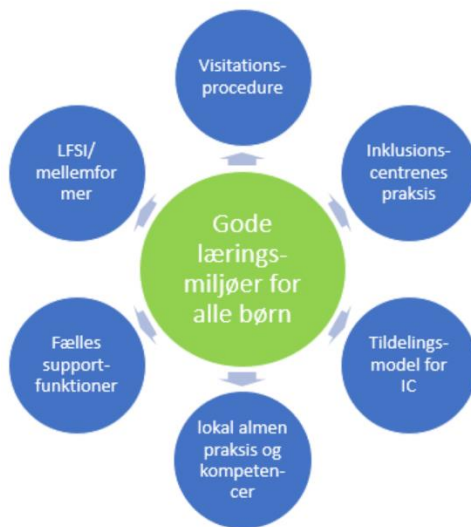 Visitations-
procedure
LFSI/
mellemfor
mer
Inklusions-
centrenes
praksis
Gode
lærings-
miljøer for
alle børn
Fælles
support-
funktioner
Tildelings-
model for
IC
lokal almen
praksis og
kompeten-
cer